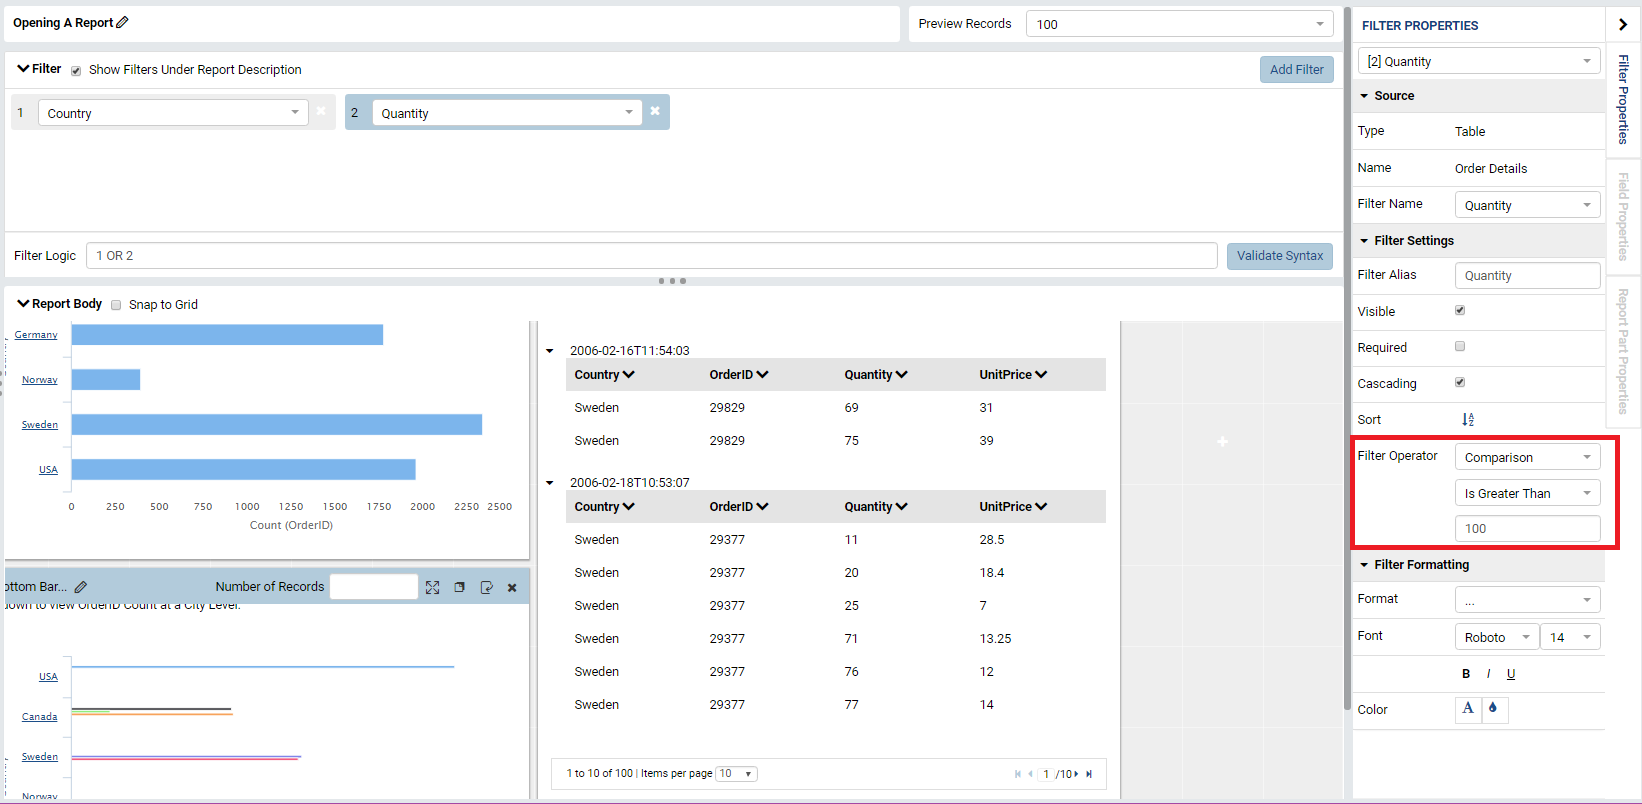 Opening A Report
Preview Records 100
Filter Show Filters Under Report Description Add Filter
1 Country 2 Quantity
Filter Logic 1 OR 2 Validate Syntax
Report Body Snap to Grid
Germany
Norway
Sweden
USA
0 250 500 750 1000 1250 1500 1750 2000 2250 2500
Count (OrderID)
ottom Bar... Number of Records
down to view OrderID Count at a City Level.
USA
Canada
Sweden
Norway
2006-02-16T11:54:03
Country OrderID Quantity UnitPrice
Sweden 29829 69 31
Sweden 29829 75 39
2006-02-18T10:53:07
Country OrderID Quantity UnitPrice
Sweden 29377 11 28.5
Sweden 29377 20 18.4
Sweden 29377 25 7
Sweden 29377 71 13.25
Sweden 29377 76 12
Sweden 29377 77 14
1 to 10 of 100 | Items per page 10 1 /10
FILTER PROPERTIES
[2] Quantity
Source
Type Table
Name Order Details
Filter Name Quantity
Filter Settings
Filter Alias Quantity
Visible
Required
Cascading
Sort
Filter Operator Comparison
Is Greater Than
100
Filter Formatting
Format ...
Font Roboto 14
B I U
Color A
Filter Properties
Field Properties
Report Part Properties